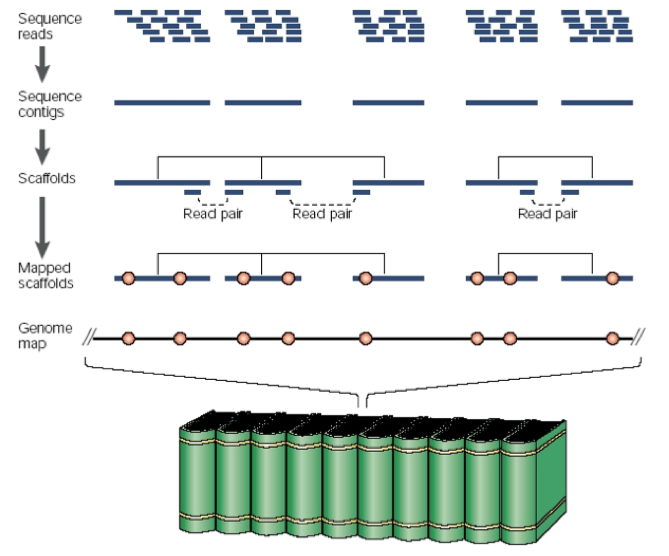 Sequence
reads
Sequence
contigs
Scaffolds
Read pair
Read pair
Read pair
Mapped
scaffolds
Genome
map